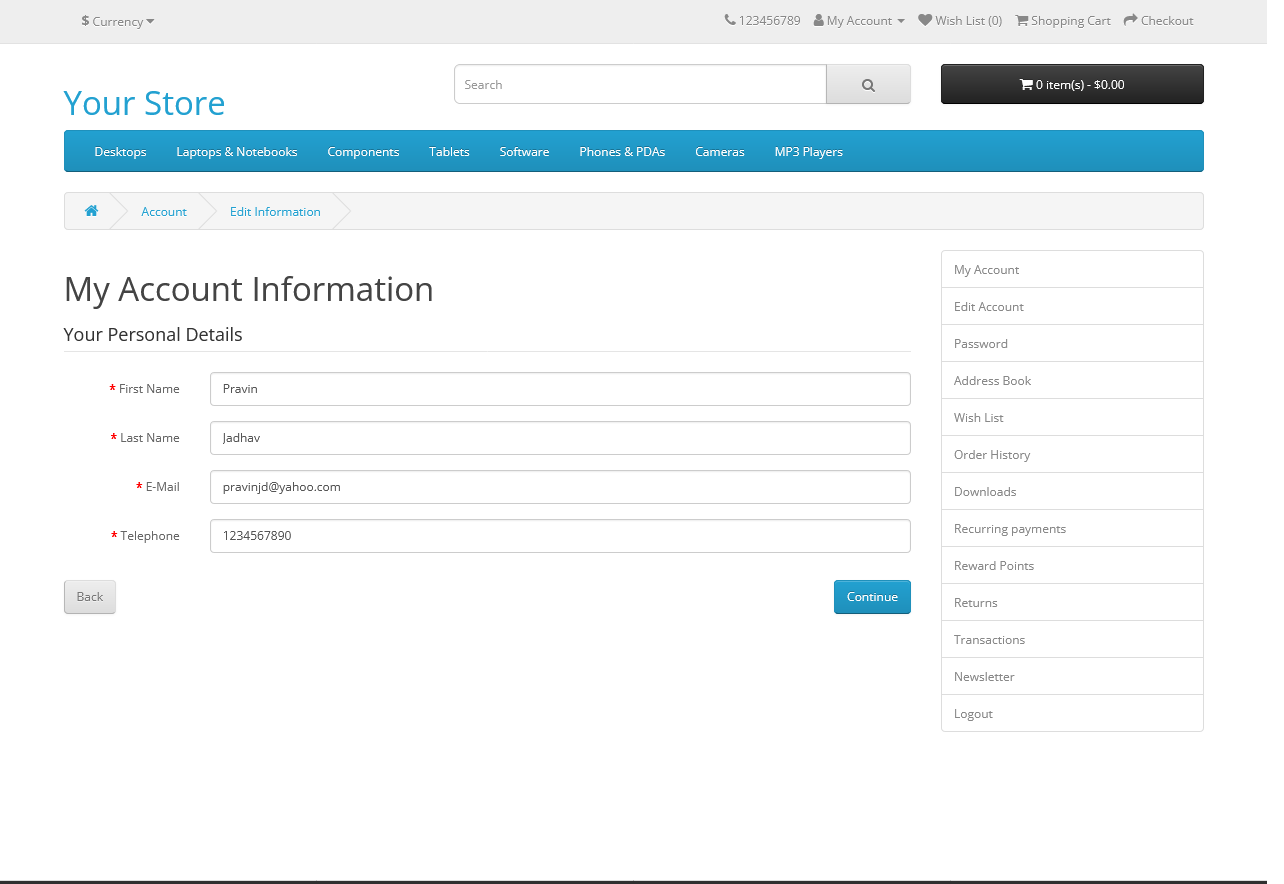 $ Currency
123456789 My Account Wish List (0) Shopping Cart Checkout
Your Store
Search
0 item(s) - $0.00
Desktops Laptops & Notebooks Components Tablets Software Phones & PDAs Cameras MP3 Players
Account Edit Information
My Account Information
Your Personal Details
* First Name Pravin
* Last Name Jadhav
* E-Mail pravinjd@yahoo.com
* Telephone 1234567890
Back Continue
My Account
Edit Account
Password
Address Book
Wish List
Order History
Downloads
Recurring payments
Reward Points
Returns
Transactions
Newsletter
Logout